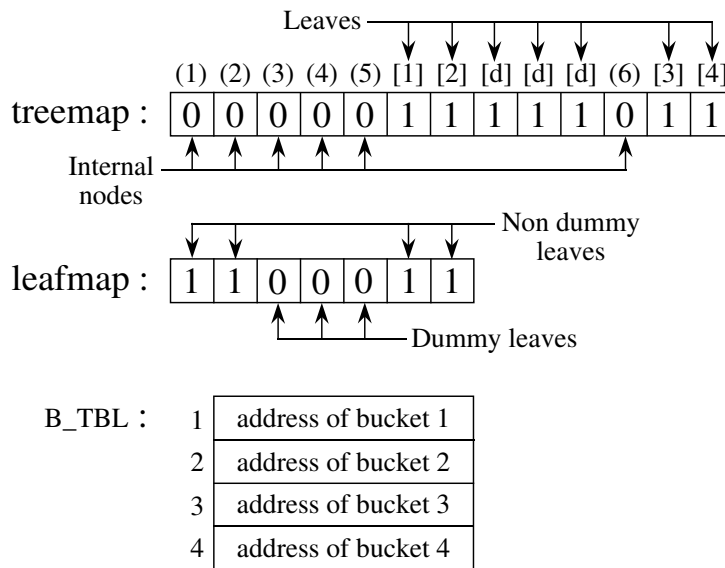 Leaves
(1) (2) (3) (4) (5) [1] [2] [d] [d] [d] (6) [3] [4]
treemap : 0 0 0 0 0 1 1 1 1 1 0 1 1
Internal
nodes
Non dummy
leaves
leafmap : 1 1 0 0 0 1 1
Dummy leaves
B_TBL : 1 address of bucket 1
2 address of bucket 2
3 address of bucket 3
4 address of bucket 4